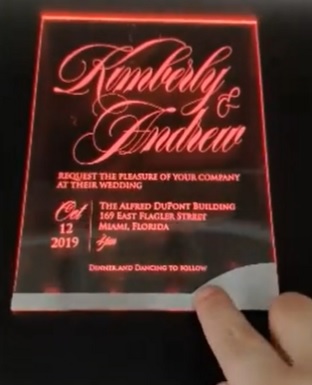 Kimberly
&
Andrew
REQUEST THE PLEASURE OF YOUR COMPANY
AT THEIR WEDDING
Oct
12
2019
THE ALFRED DUPONT BUILDING
169 EAST FLAGLER STREET
MIAMI, FLORIDA
DINNER AND DANCING TO FOLLOW